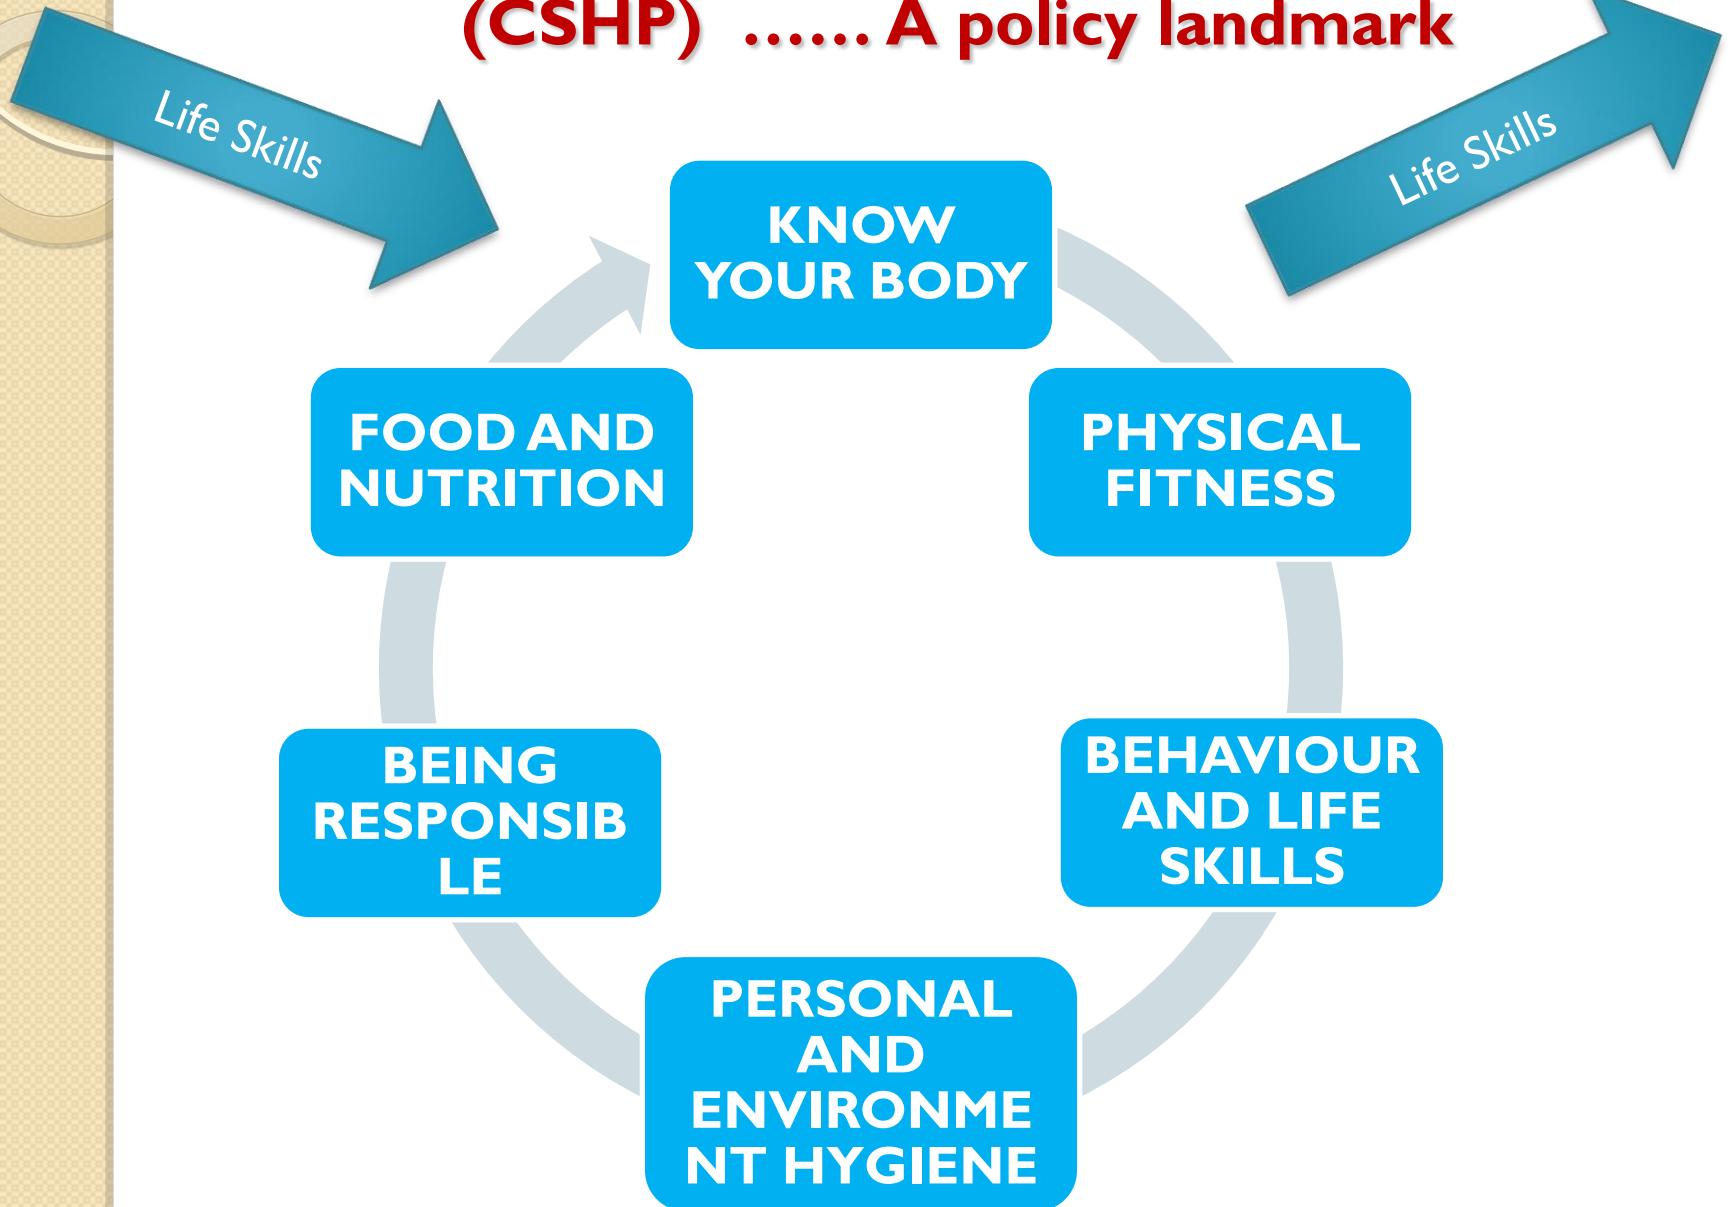 (CSHP) ...... A policy landmark
Life Skills
Life Skills
KNOW
YOUR BODY
PHYSICAL
FITNESS
BEHAVIOUR
AND LIFE
SKILLS
PERSONAL
AND
ENVIRONME
NT HYGIENE
BEING
RESPONSIB
LE
FOOD AND
NUTRITION